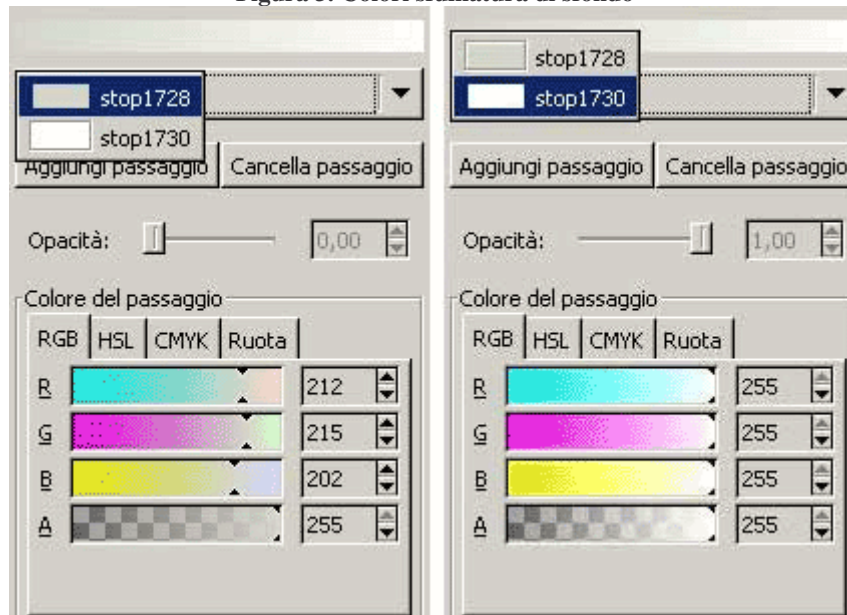 Figura 3. Colori sfumatura di sfondo
stop1728
stop1730
Aggiungi passaggio
Cancella passaggio
Opacità:
0,00
Colore del passaggio
RGB
HSL
CMYK
Ruota
R
212
G
215
B
202
A
255
stop1728
stop1730
Aggiungi passaggio
Cancella passaggio
Opacità:
1,00
Colore del passaggio
RGB
HSL
CMYK
Ruota
R
255
G
255
B
255
A
255